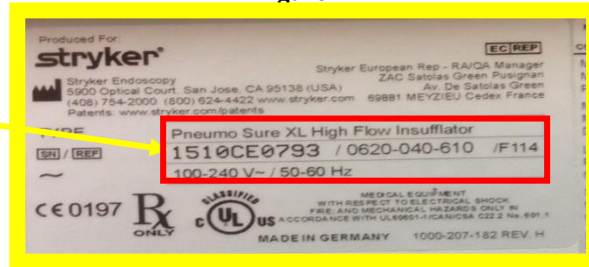 Produced For:
stryker®
EC REP
Stryker European Rep - RA/QA Manager
ZAC Satolas Green Pusignan
Av. De Satolas Green
69881 MEYZIEU Cedex France
Stryker Endoscopy
5900 Optical Court, San Jose, CA 95138 (USA)
(408) 754-2000 (800) 624-4422 www.stryker.com
Patents: www.stryker.com/patents
TYPE
Pneumo Sure XL High Flow Insufflator
SN / REF
1510CE0793 / 0620-040-610 /F114
~
100-240 V~ / 50-60 Hz
CE 0197
Rx
ONLY
CLASSIFIED
C UL US
MEDICAL EQUIPMENT
WITH RESPECT TO ELECTRICAL SHOCK
FIRE AND MECHANICAL HAZARDS ONLY IN
ACCORDANCE WITH UL60601-1/CAN/CSA C22.2 No. 601.1
MADE IN GERMANY
1000-207-182 REV. H